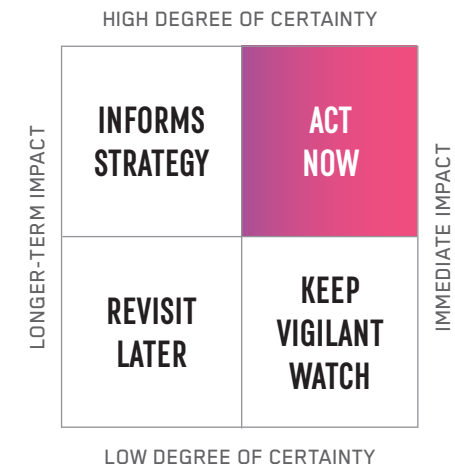 HIGH DEGREE OF CERTAINTY
LONGER-TERM IMPACT
INFORMS
STRATEGY
ACT
NOW
IMMEDIATE IMPACT
REVISIT
LATER
KEEP
VIGILANT
WATCH
LOW DEGREE OF CERTAINTY